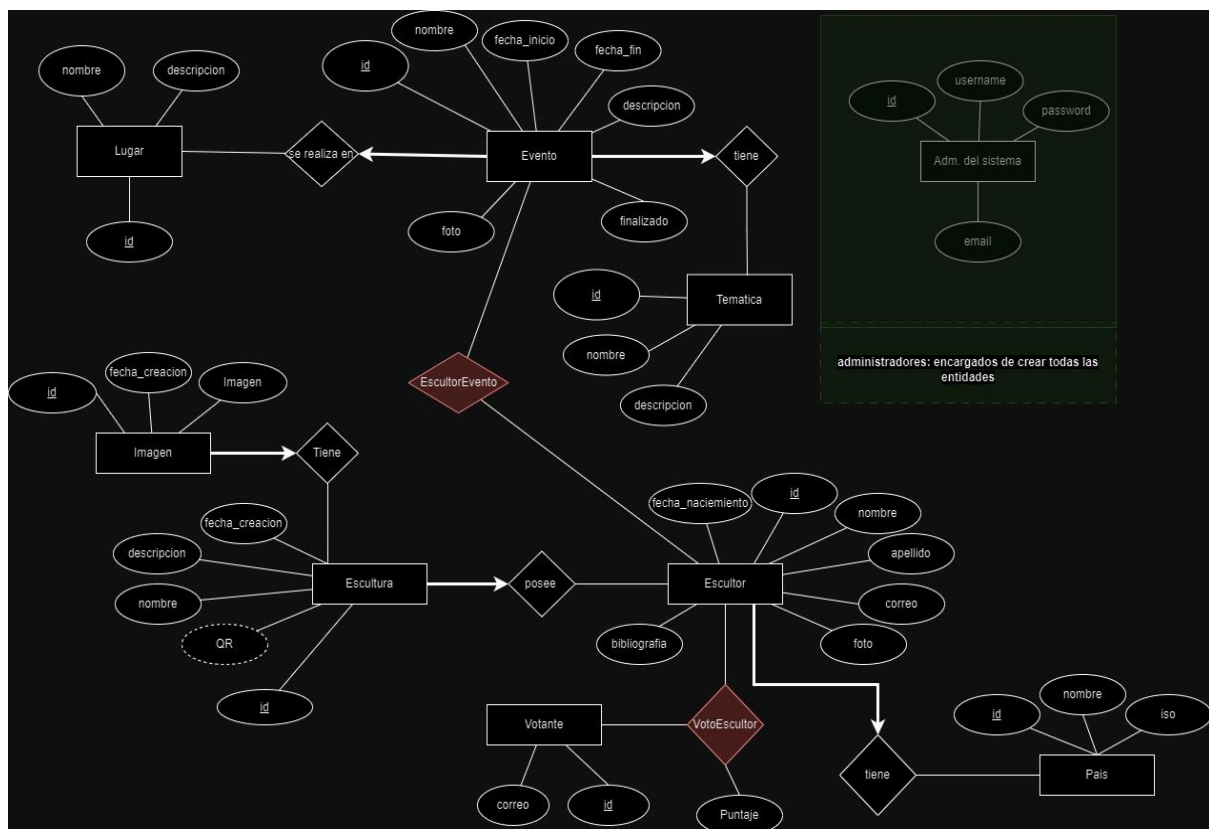 nombre
descripcion
Lugar
id
se realiza en
id
nombre
fecha_inicio
fecha_fin
descripcion
Evento
foto
finalizado
tiene
id
Tematica
nombre
descripcion
id
username
password
Adm. del sistema
email
administradores: encargados de crear todas las
entidades
EscultorEvento
id
fecha_creacion
Imagen
Imagen
Tiene
fecha_creacion
descripcion
nombre
QR
id
Escultura
posee
fecha_naciemiento
id
nombre
apellido
correo
foto
Escultor
bibliografia
Votante
correo
id
VotoEscultor
Puntaje
tiene
id
nombre
iso
Pais